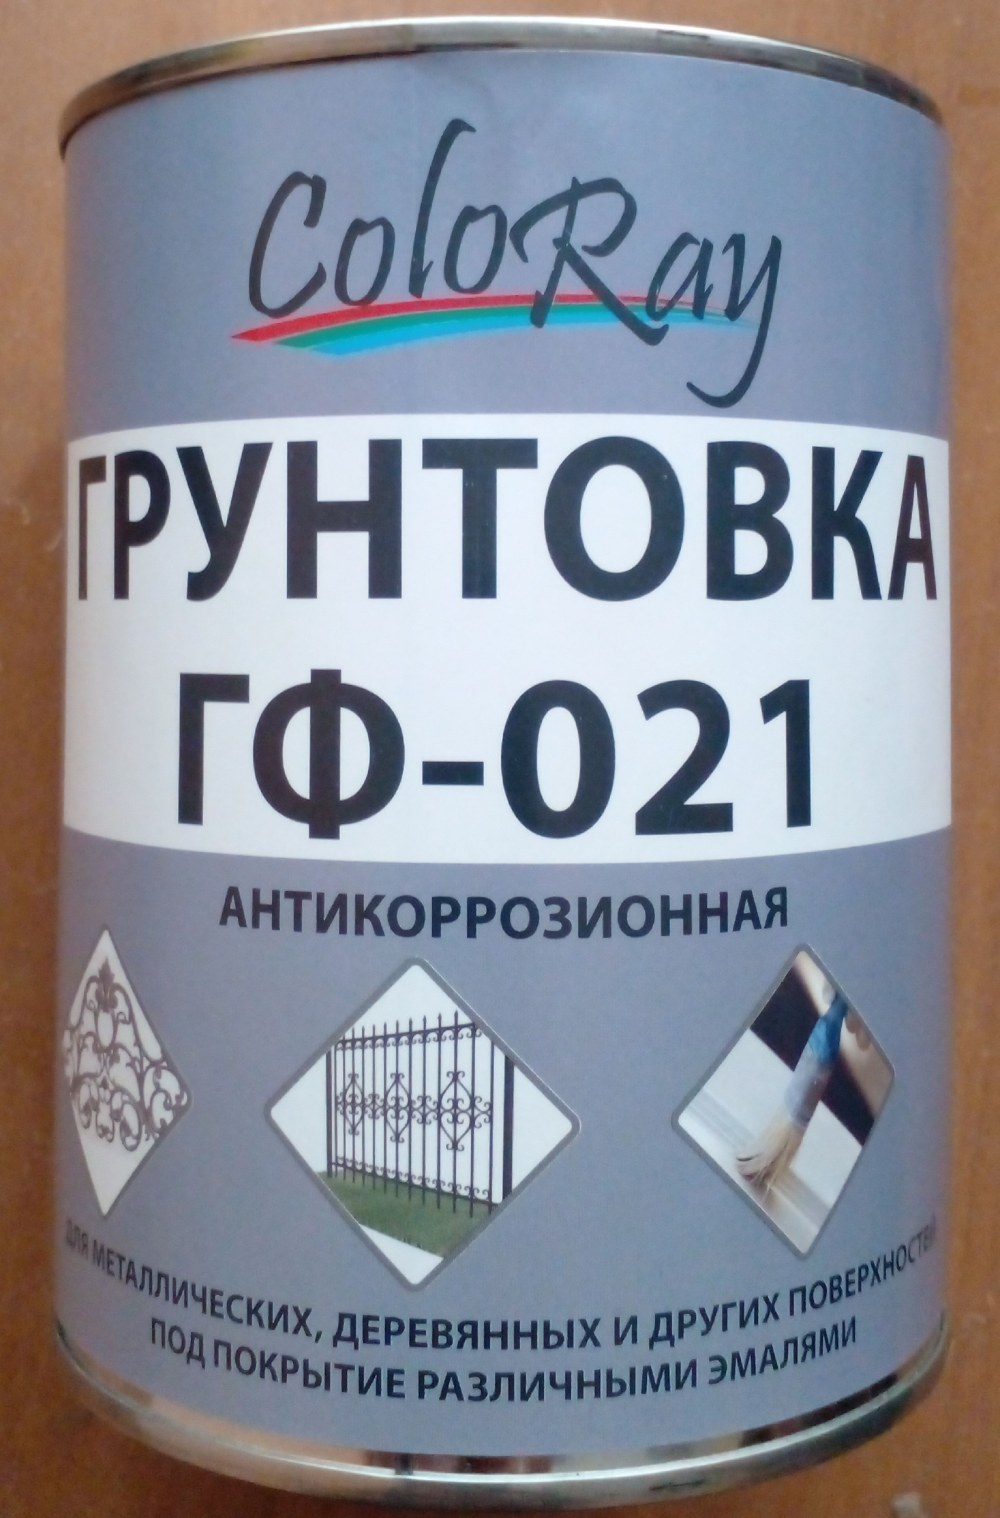 ColoRay
ГРУНТОВКА
ГФ-021
АНТИКОРРОЗИОННАЯ
ДЛЯ МЕТАЛЛИЧЕСКИХ, ДЕРЕВЯННЫХ И ДРУГИХ ПОВЕРХНОСТЕЙ
ПОД ПОКРЫТИЕ РАЗЛИЧНЫМИ ЭМАЛЯМИ